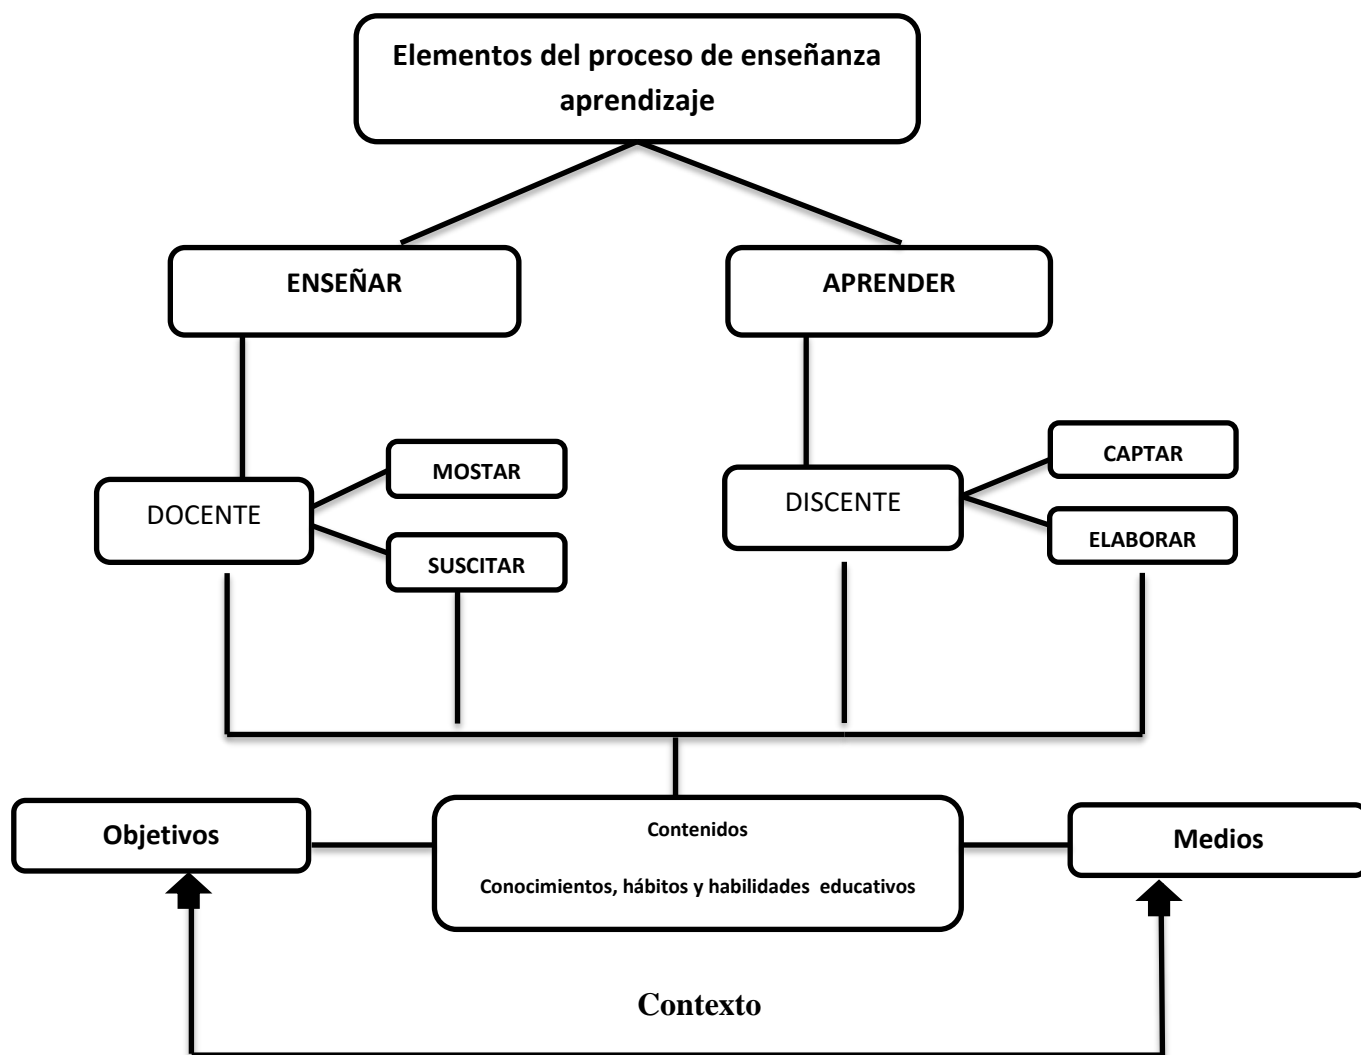 Elementos del proceso de enseñanza
aprendizaje
ENSEÑAR
APRENDER
DOCENTE
MOSTAR
SUSCITAR
DISCENTE
CAPTAR
ELABORAR
Objetivos
Contenidos
Conocimientos, hábitos y habilidades educativos
Medios
Contexto